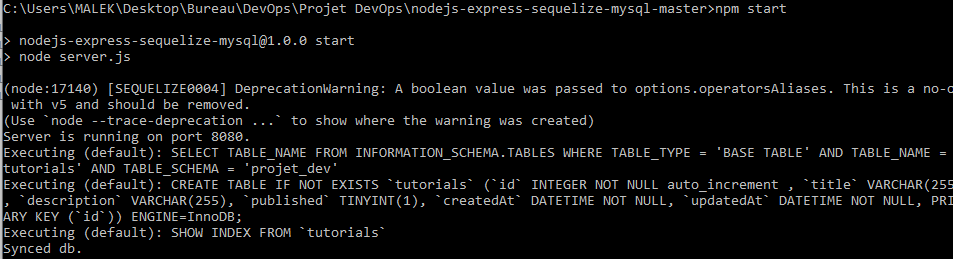 C:\Users\MALEK\Desktop\Bureau\DevOps\Projet DevOps\nodejs-express-sequelize-mysql-master>npm start
> nodejs-express-sequelize-mysql@1.0.0 start
> node server.js
(node:17140) [SEQUELIZE0004] DeprecationWarning: A boolean value was passed to options.operatorsAliases. This is a no-o
 with v5 and should be removed.
(Use `node --trace-deprecation ...` to show where the warning was created)
Server is running on port 8080.
Executing (default): SELECT TABLE_NAME FROM INFORMATION_SCHEMA.TABLES WHERE TABLE_TYPE = 'BASE TABLE' AND TABLE_NAME =
tutorials' AND TABLE_SCHEMA = 'projet_dev'
Executing (default): CREATE TABLE IF NOT EXISTS `tutorials` (`id` INTEGER NOT NULL auto_increment , `title` VARCHAR(255
, `description` VARCHAR(255), `published` TINYINT(1), `createdAt` DATETIME NOT NULL, `updatedAt` DATETIME NOT NULL, PRI
ARY KEY (`id`)) ENGINE=InnoDB;
Executing (default): SHOW INDEX FROM `tutorials`
Synced db.